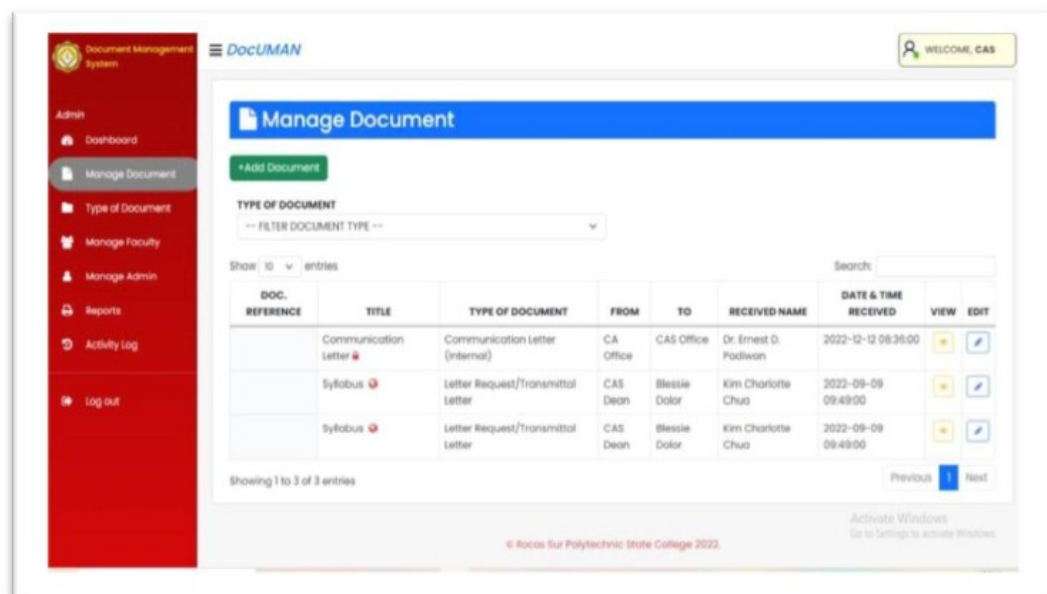 Document Management
System
DocUMAN
WELCOME, CAS
Admin
Dashboard
Manage Document
Type of Document
Manage Faculty
Manage Admin
Reports
Activity Log
Log out
Manage Document
+Add Document
TYPE OF DOCUMENT
-- FILTER DOCUMENT TYPE --
Show 10 entries
Search:
DOC. REFERENCE TITLE TYPE OF DOCUMENT FROM TO RECEIVED NAME DATE & TIME RECEIVED VIEW EDIT
Communication Communication Letter CA CAS Office Dr. Ernest D. 2022-12-12 08:36:00
Letter (Internal) Office Padiwan
Syllabus Letter Request/Transmittal CAS Blessie Kim Charlotte 2022-09-09
Letter Dean Dolor Chua 09:49:00
Syllabus Letter Request/Transmittal CAS Blessie Kim Charlotte 2022-09-09
Letter Dean Dolor Chua 09:49:00
Showing 1 to 3 of 3 entries
Previous 1 Next
Activate Windows
Go to Settings to activate Windows.
© Ilocos Sur Polytechnic State College 2022.